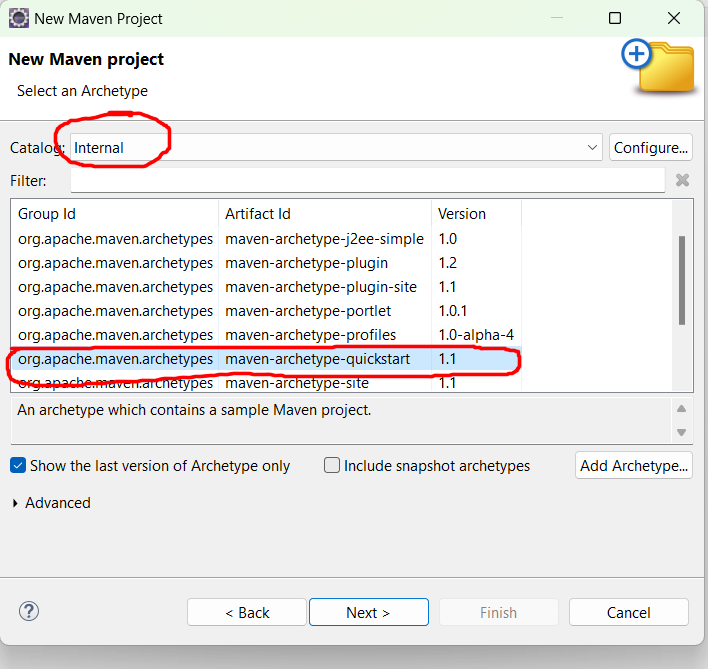 New Maven Project
New Maven project
Select an Archetype
Catalog: Internal Configure...
Filter:
Group Id Artifact Id Version
org.apache.maven.archetypes maven-archetype-j2ee-simple 1.0
org.apache.maven.archetypes maven-archetype-plugin 1.2
org.apache.maven.archetypes maven-archetype-plugin-site 1.1
org.apache.maven.archetypes maven-archetype-portlet 1.0.1
org.apache.maven.archetypes maven-archetype-profiles 1.0-alpha-4
org.apache.maven.archetypes maven-archetype-quickstart 1.1
org.apache.maven.archetypes maven-archetype-site 1.1
An archetype which contains a sample Maven project.
Show the last version of Archetype only Include snapshot archetypes Add Archetype...
Advanced
? < Back Next > Finish Cancel